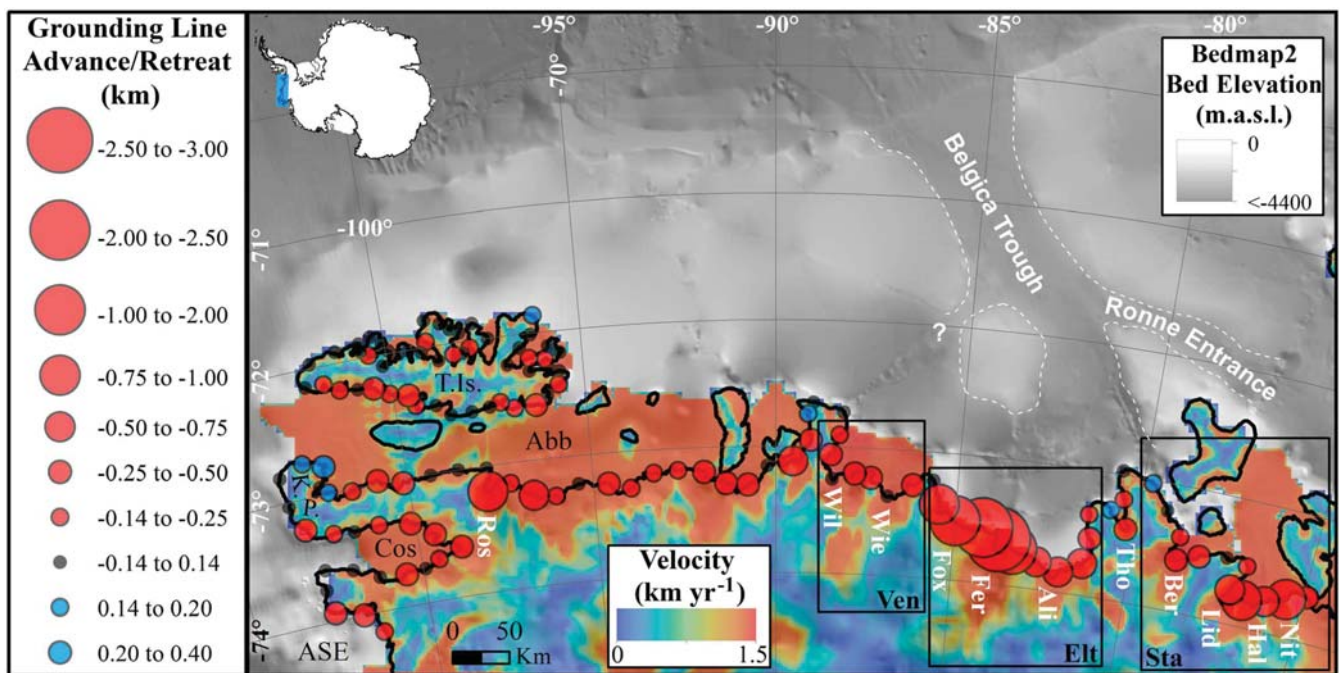 Grounding Line
Advance/Retreat
(km)
-2.50 to -3.00
-2.00 to -2.50
-1.00 to -2.00
-0.75 to -1.00
-0.50 to -0.75
-0.25 to -0.50
-0.14 to -0.25
-0.14 to 0.14
0.14 to 0.20
0.20 to 0.40
-95°
-90°
-85°
-80°
-70°
-100°
-71°
-72°
-73°
-74°
Bedmap2
Bed Elevation
(m.a.s.l.)
0
<-4400
Belgica Trough
Ronne Entrance
?
T.Is.
Abb
K.
P.
Cos
Ros
ASE
Wil
Wie
Ven
Fox
Fer
Ali
Elt
Tho
Ber
Lid
Hal
Nit
Sta
0 50
Km
Velocity
(km yr⁻¹)
0 1.5